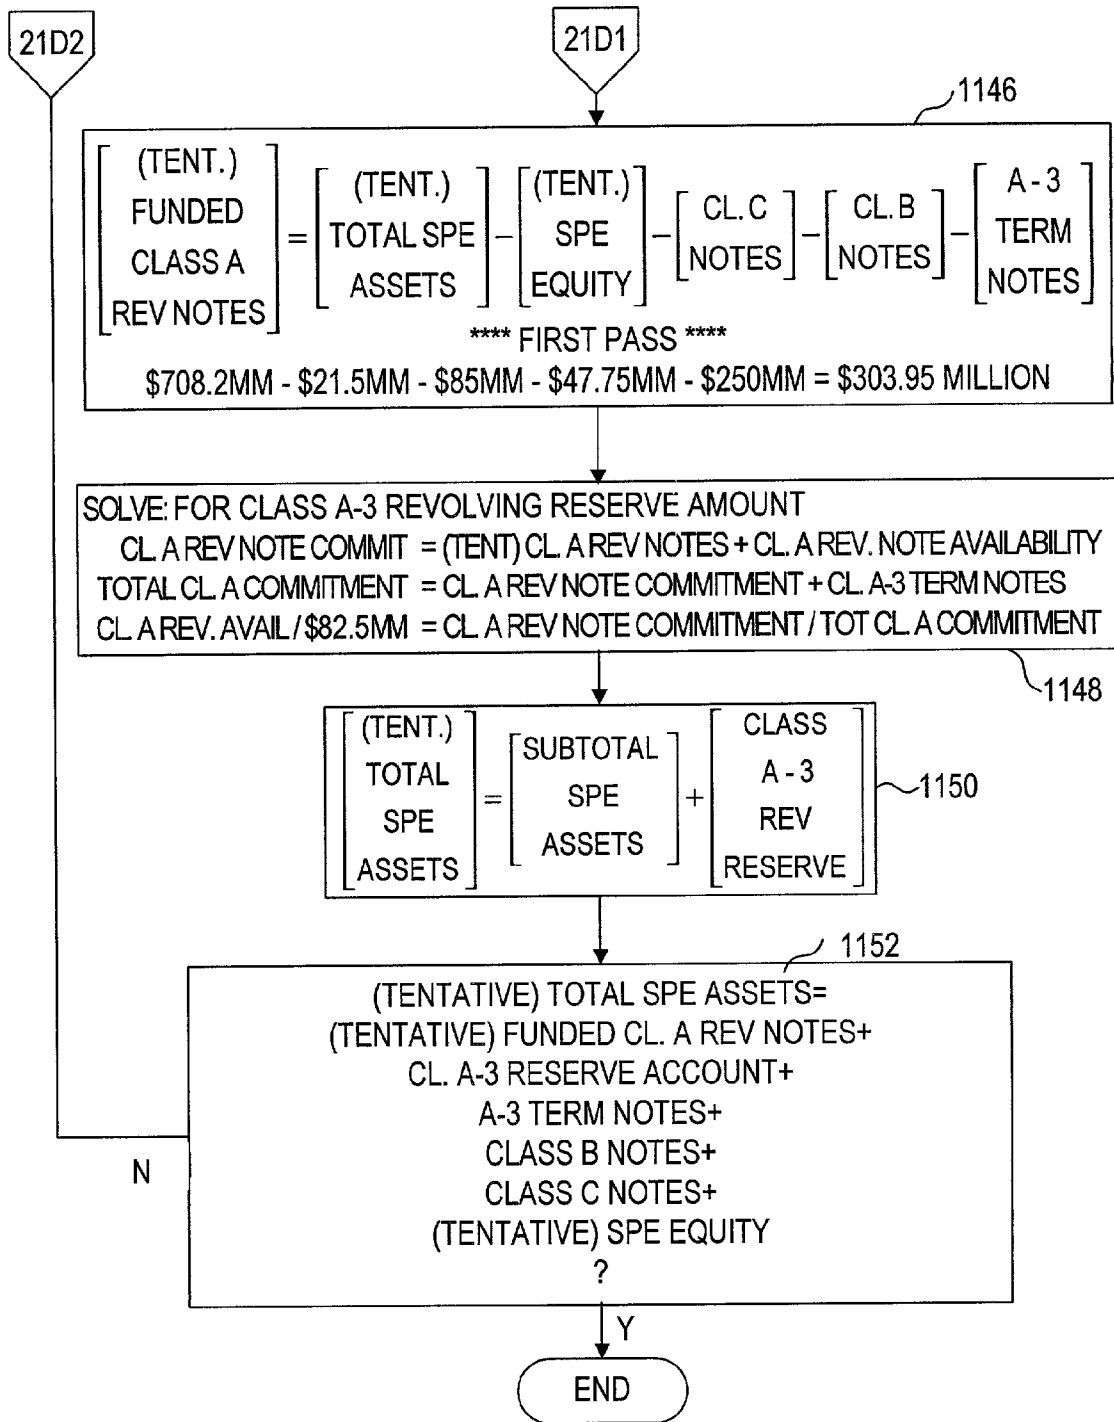 21D2
21D1
1146
(TENT.)
FUNDED
CLASS A
REV NOTES
=
(TENT.)
TOTAL SPE
ASSETS
-
(TENT.)
SPE
EQUITY
-
CL. C
NOTES
-
CL. B
NOTES
-
A - 3
TERM
NOTES
**** FIRST PASS ****
$708.2MM - $21.5MM - $85MM - $47.75MM - $250MM = $303.95 MILLION
SOLVE: FOR CLASS A-3 REVOLVING RESERVE AMOUNT
CL. A REV NOTE COMMIT = (TENT) CL. A REV NOTES + CL. A REV. NOTE AVAILABILITY
TOTAL CL. A COMMITMENT = CL. A REV NOTE COMMITMENT + CL. A-3 TERM NOTES
CL. A REV. AVAIL / $82.5MM = CL. A REV NOTE COMMITMENT / TOT CL. A COMMITMENT
1148
(TENT.)
TOTAL
SPE
ASSETS
=
SUBTOTAL
SPE
ASSETS
+
CLASS
A - 3
REV
RESERVE
1150
1152
(TENTATIVE) TOTAL SPE ASSETS=
(TENTATIVE) FUNDED CL. A REV NOTES+
CL. A-3 RESERVE ACCOUNT+
A-3 TERM NOTES+
CLASS B NOTES+
CLASS C NOTES+
(TENTATIVE) SPE EQUITY
?
N
Y
END